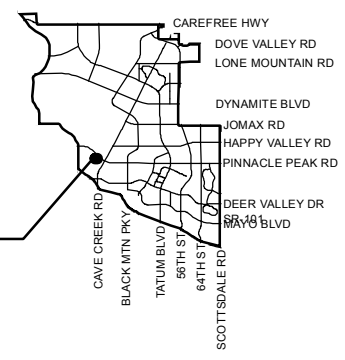 CAREFREE HWY
DOVE VALLEY RD
LONE MOUNTAIN RD
DYNAMITE BLVD
JOMAX RD
HAPPY VALLEY RD
PINNACLE PEAK RD
DEER VALLEY DR
SR-101
MAYO BLVD
CAVE CREEK RD
BLACK MTN PKY
TATUM BLVD
56TH ST
64TH ST
SCOTTSDALE RD